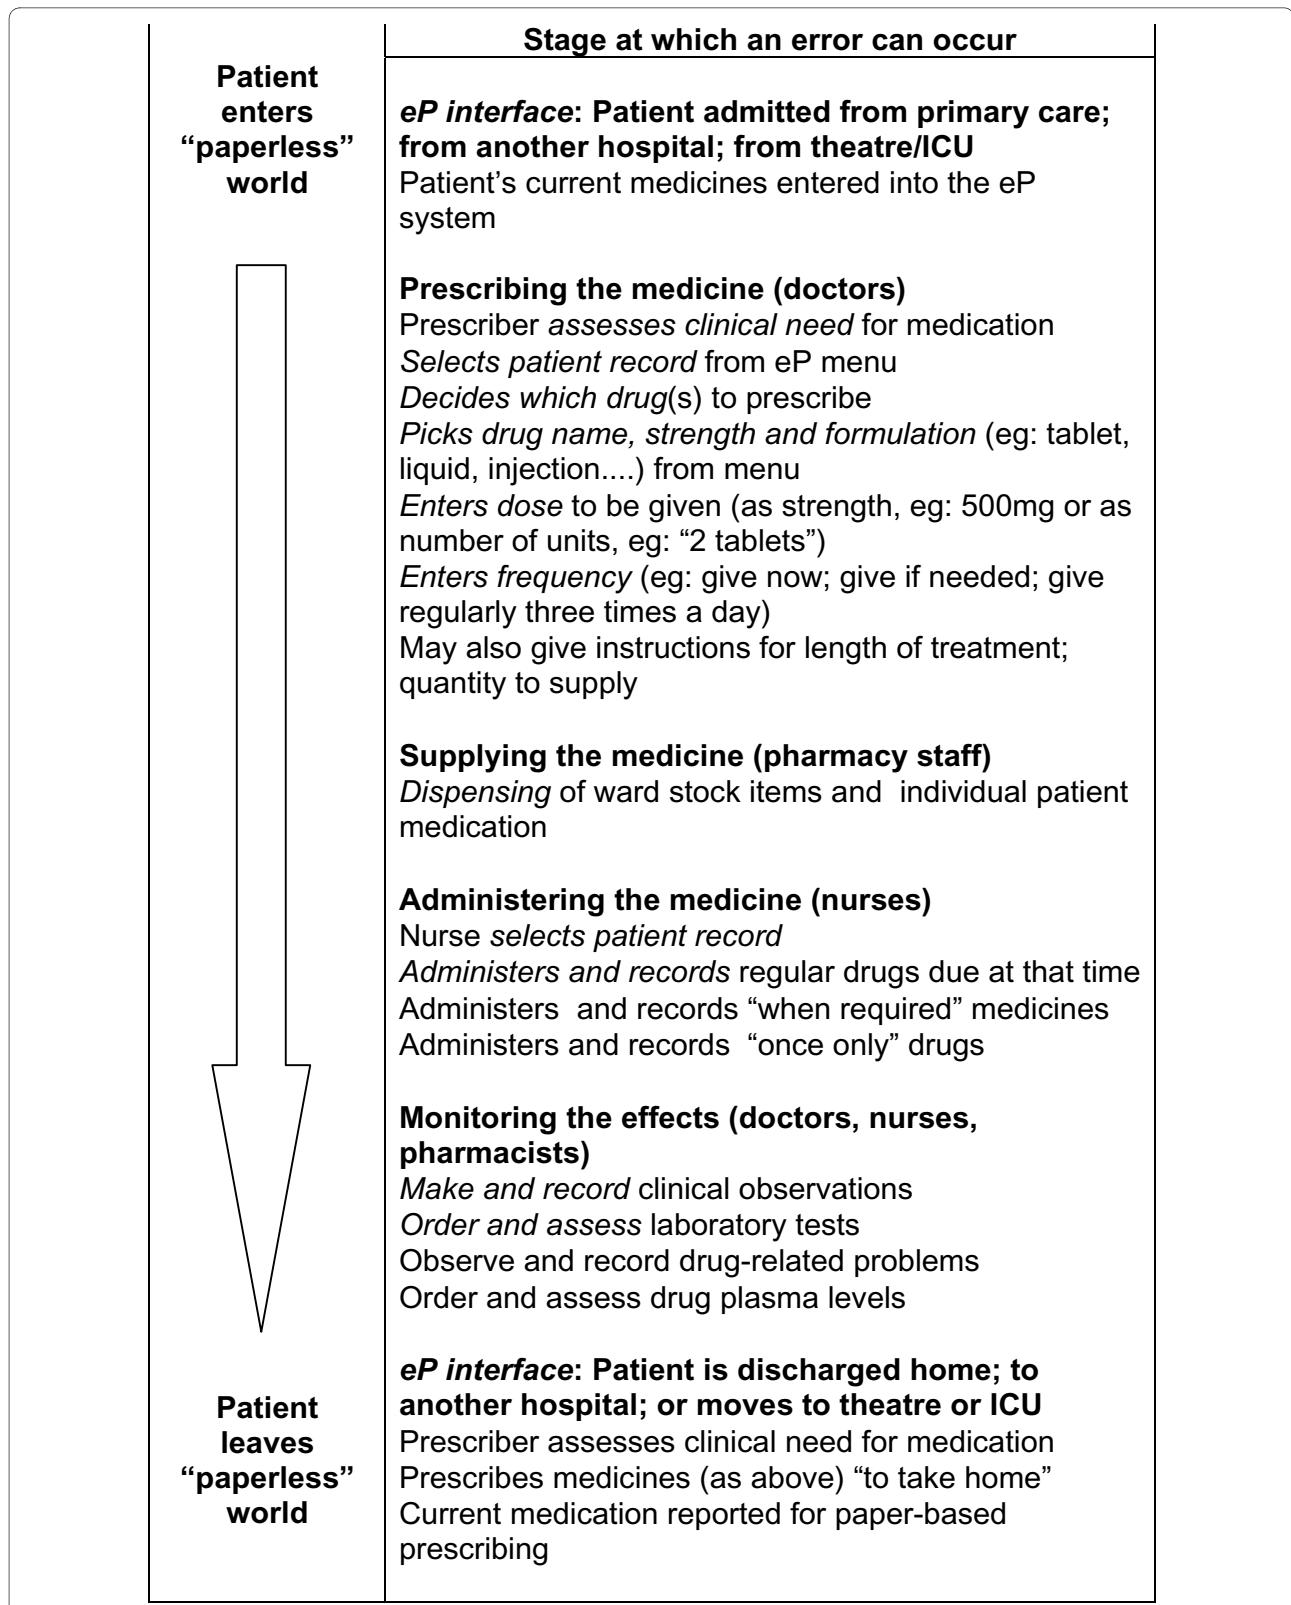 Stage at which an error can occur
Patient
enters
“paperless”
world
eP interface: Patient admitted from primary care;
from another hospital; from theatre/ICU
Patient’s current medicines entered into the eP
system
Prescribing the medicine (doctors)
Prescriber assesses clinical need for medication
Selects patient record from eP menu
Decides which drug(s) to prescribe
Picks drug name, strength and formulation (eg: tablet,
liquid, injection....) from menu
Enters dose to be given (as strength, eg: 500mg or as
number of units, eg: “2 tablets”)
Enters frequency (eg: give now; give if needed; give
regularly three times a day)
May also give instructions for length of treatment;
quantity to supply
Supplying the medicine (pharmacy staff)
Dispensing of ward stock items and  individual patient
medication
Administering the medicine (nurses)
Nurse selects patient record
Administers and records regular drugs due at that time
Administers  and records “when required” medicines
Administers and records  “once only” drugs
Monitoring the effects (doctors, nurses,
pharmacists)
Make and record clinical observations
Order and assess laboratory tests
Observe and record drug-related problems
Order and assess drug plasma levels
Patient
leaves
“paperless”
world
eP interface: Patient is discharged home; to
another hospital; or moves to theatre or ICU
Prescriber assesses clinical need for medication
Prescribes medicines (as above) “to take home”
Current medication reported for paper-based
prescribing